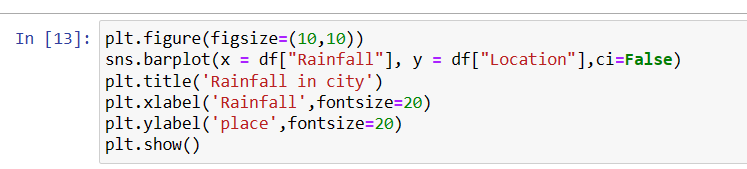 In [13]: plt.figure(figsize=(10,10))
sns.barplot(x = df["Rainfall"], y = df["Location"],ci=False)
plt.title('Rainfall in city')
plt.xlabel('Rainfall',fontsize=20)
plt.ylabel('place',fontsize=20)
plt.show()